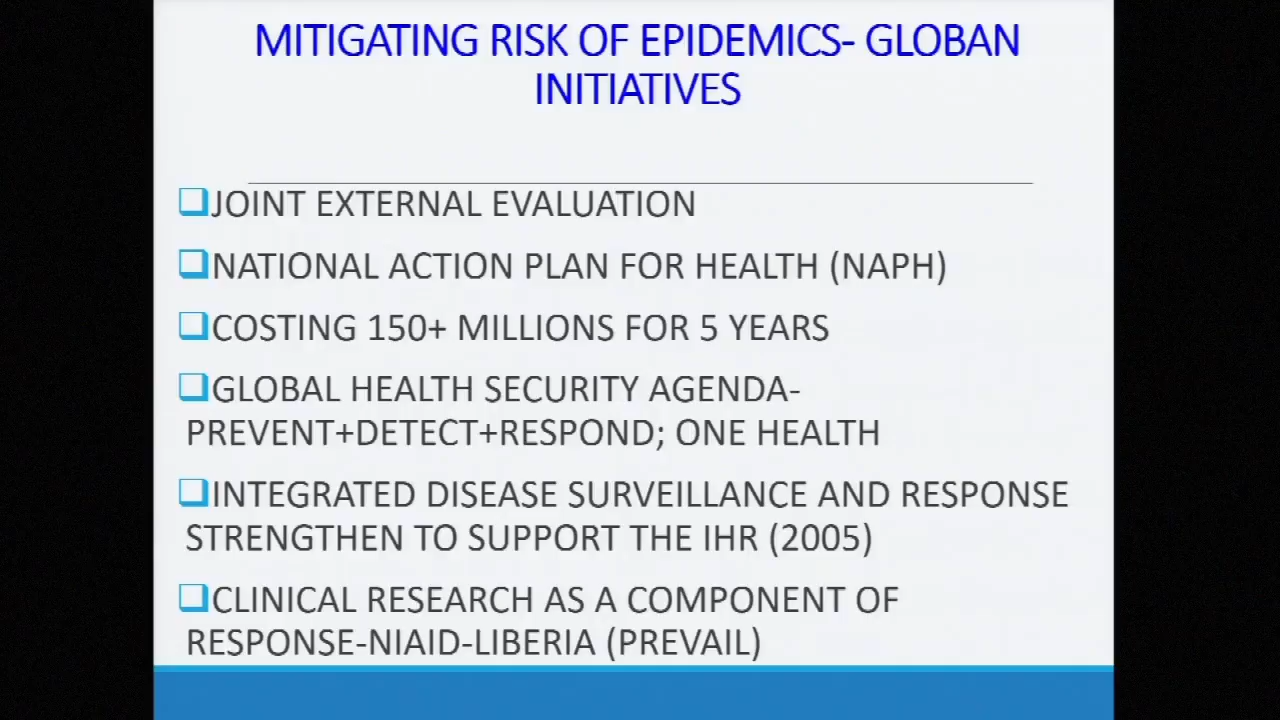 MITIGATING RISK OF EPIDEMICS- GLOBAN
INITIATIVES
JOINT EXTERNAL EVALUATION
NATIONAL ACTION PLAN FOR HEALTH (NAPH)
COSTING 150+ MILLIONS FOR 5 YEARS
GLOBAL HEALTH SECURITY AGENDA-
PREVENT+DETECT+RESPOND; ONE HEALTH
INTEGRATED DISEASE SURVEILLANCE AND RESPONSE
STRENGTHEN TO SUPPORT THE IHR (2005)
CLINICAL RESEARCH AS A COMPONENT OF
RESPONSE-NIAID-LIBERIA (PREVAIL)